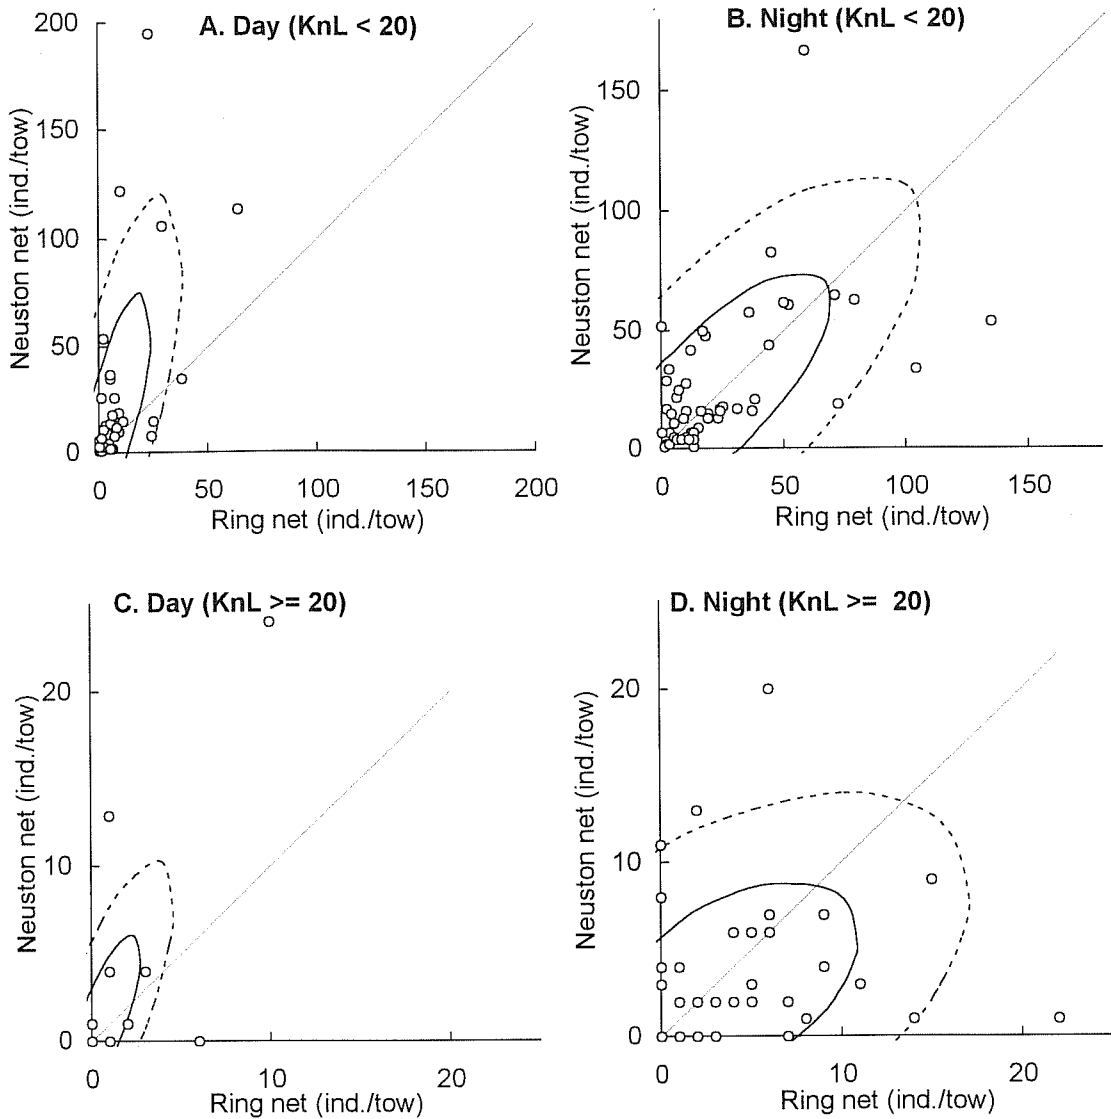 A. Day (KnL < 20)
200
150
100
50
0
Neuston net (ind./tow)
0 50 100 150 200
Ring net (ind./tow)
B. Night (KnL < 20)
150
100
50
0
Neuston net (ind./tow)
0 50 100 150
Ring net (ind./tow)
C. Day (KnL >= 20)
20
10
0
Neuston net (ind./tow)
0 10 20
Ring net (ind./tow)
D. Night (KnL >= 20)
20
10
0
Neuston net (ind./tow)
0 10 20
Ring net (ind./tow)